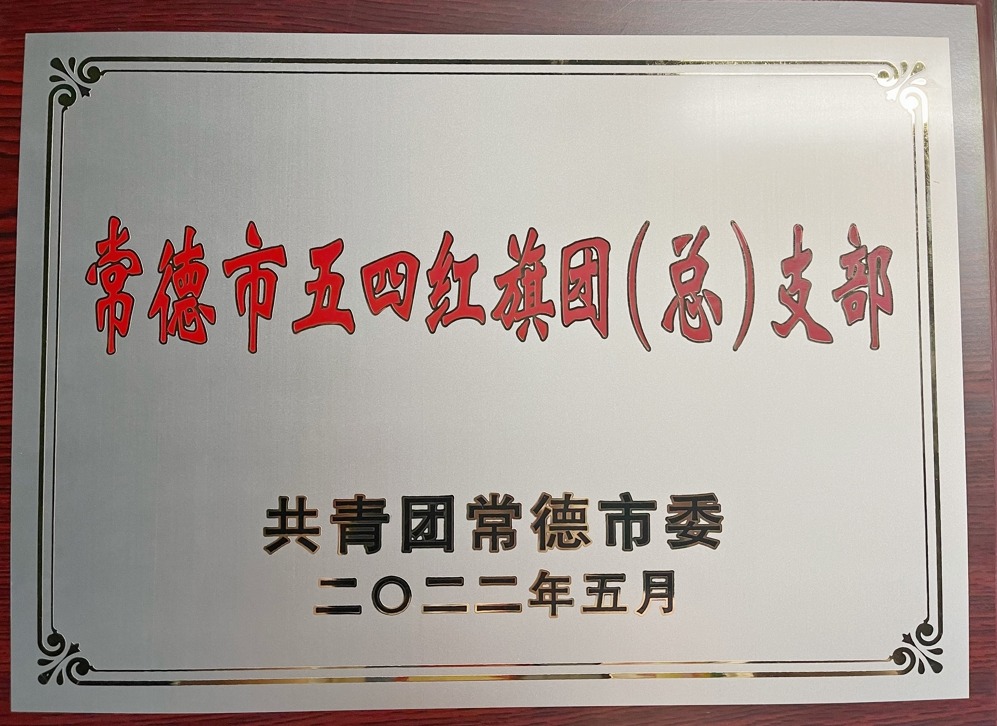 常德市五四红旗团(总)支部
共青团常德市委
二〇二二年五月